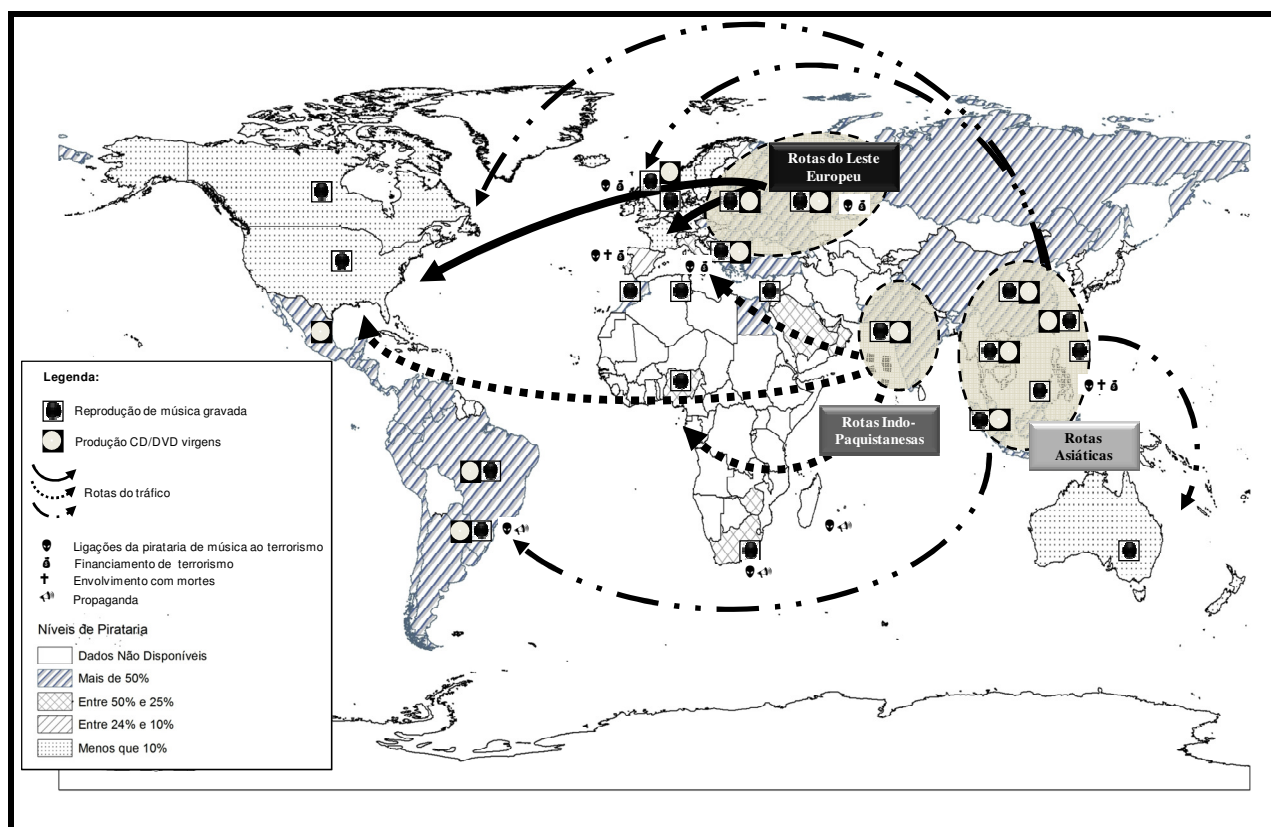 Rotas do Leste
Europeu
Rotas Indo-
Paquistanesas
Rotas
Asiáticas
Legenda:
Reprodução de música gravada
Produção CD/DVD virgens
Rotas do tráfico
Ligações da pirataria de música ao terrorismo
Financiamento de terrorismo
Envolvimento com mortes
Propaganda
Níveis de Pirataria
Dados Não Disponíveis
Mais de 50%
Entre 50% e 25%
Entre 24% e 10%
Menos que 10%